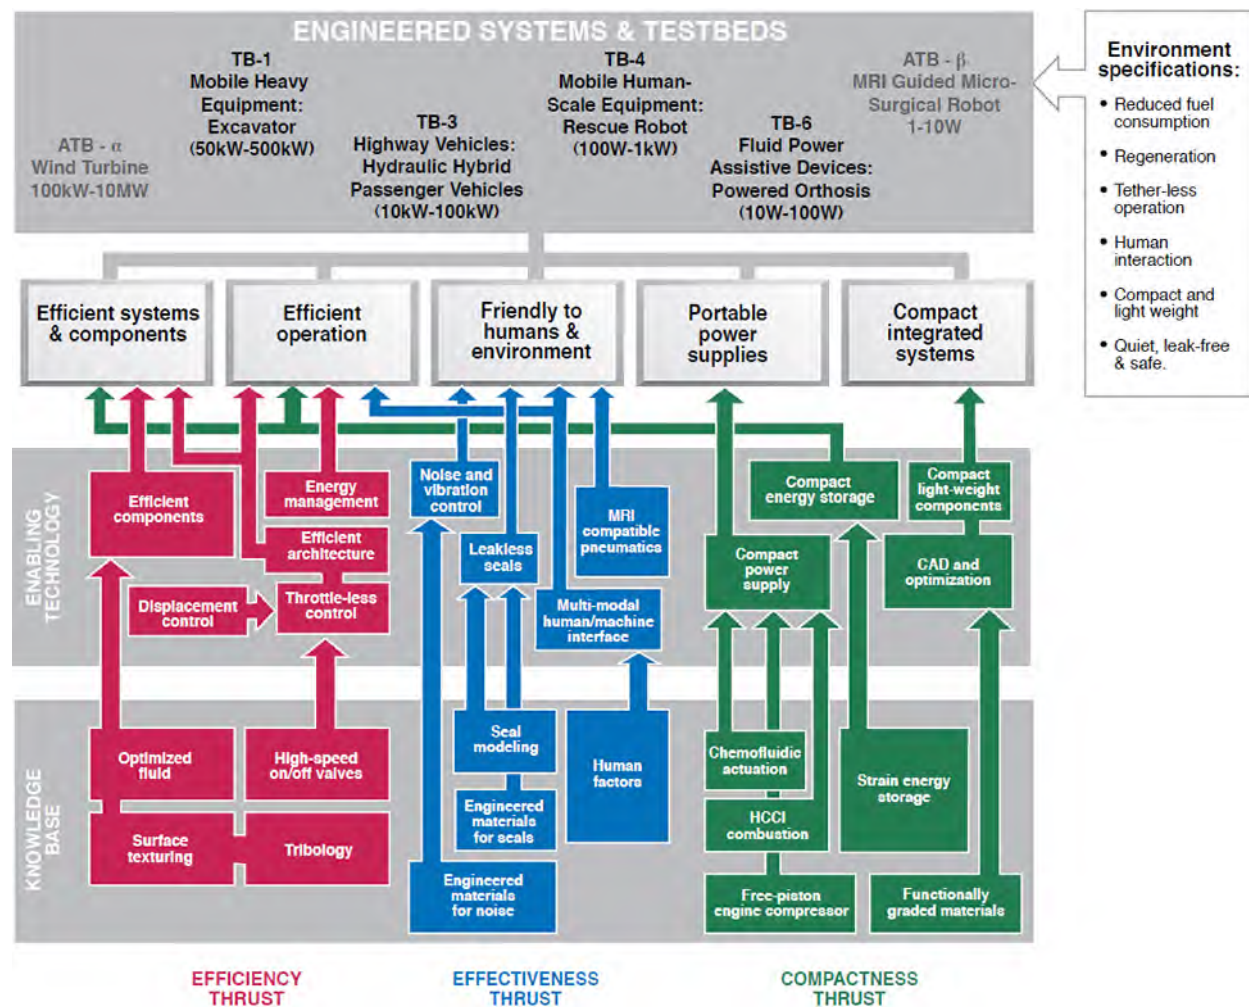 ENGINEERED SYSTEMS & TESTBEDS
ATB - α
Wind Turbine
100kW-10MW
TB-1
Mobile Heavy
Equipment:
Excavator
(50kW-500kW)
TB-3
Highway Vehicles:
Hydraulic Hybrid
Passenger Vehicles
(10kW-100kW)
TB-4
Mobile Human-
Scale Equipment:
Rescue Robot
(100W-1kW)
TB-6
Fluid Power
Assistive Devices:
Powered Orthosis
(10W-100W)
ATB - β
MRI Guided Micro-
Surgical Robot
1-10W
Environment
specifications:
• Reduced fuel
consumption
• Regeneration
• Tether-less
operation
• Human
interaction
• Compact and
light weight
• Quiet, leak-free
& safe.
Efficient systems
& components
Efficient
operation
Friendly to
humans &
environment
Portable
power
supplies
Compact
integrated
systems
ENABLING
TECHNOLOGY
Efficient
components
Energy
management
Efficient
architecture
Displacement
control
Throttle-less
control
Noise and
vibration
control
Leakless
seals
MRI
compatible
pneumatics
Multi-modal
human/machine
interface
Compact
energy storage
Compact
power
supply
Compact
light-weight
components
CAD and
optimization
KNOWLEDGE
BASE
Optimized
fluid
High-speed
on/off valves
Surface
texturing
Tribology
Seal
modeling
Engineered
materials
for seals
Engineered
materials
for noise
Human
factors
Chemofluidic
actuation
HCCI
combustion
Free-piston
engine compressor
Strain energy
storage
Functionally
graded materials
EFFICIENCY
THRUST
EFFECTIVENESS
THRUST
COMPACTNESS
THRUST